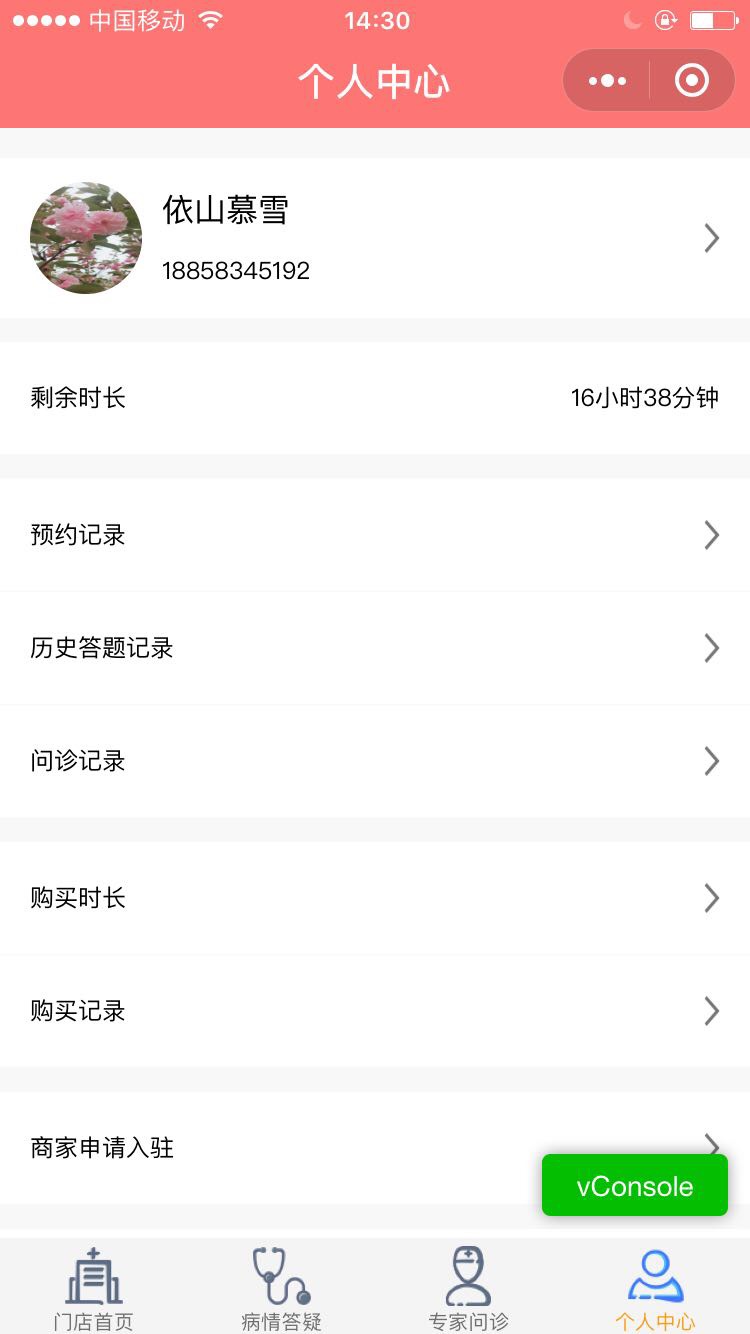 中国移动 14:30
个人中心
依山慕雪
18858345192
剩余时长 16小时38分钟
预约记录
历史答题记录
问诊记录
购买时长
购买记录
商家申请入驻
vConsole
门店首页 病情答疑 专家问诊 个人中心